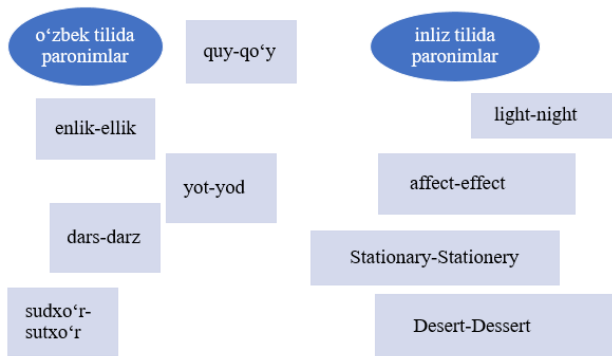 o‘zbek tilida
paronimlar
quy-qo‘y
enlik-ellik
yot-yod
dars-darz
sudxo‘r-
sutxo‘r
inliz tilida
paronimlar
light-night
affect-effect
Stationary-Stationery
Desert-Dessert